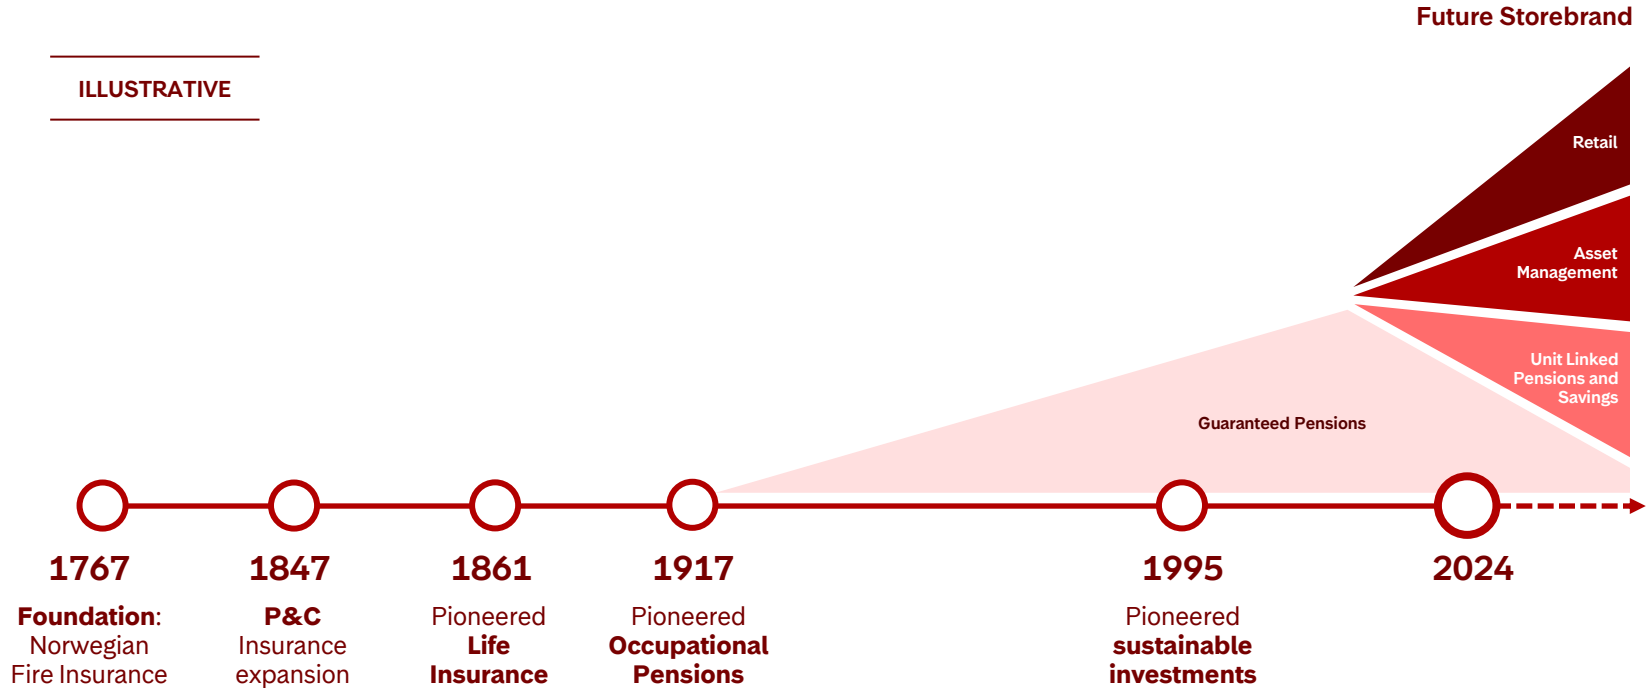 Future Storebrand
ILLUSTRATIVE
Retail
Asset
Management
Unit Linked
Pensions and
Savings
Guaranteed Pensions
1767
Foundation:
Norwegian
Fire Insurance
1847
P&C
Insurance
expansion
1861
Pioneered
Life
Insurance
1917
Pioneered
Occupational
Pensions
1995
Pioneered
sustainable
investments
2024